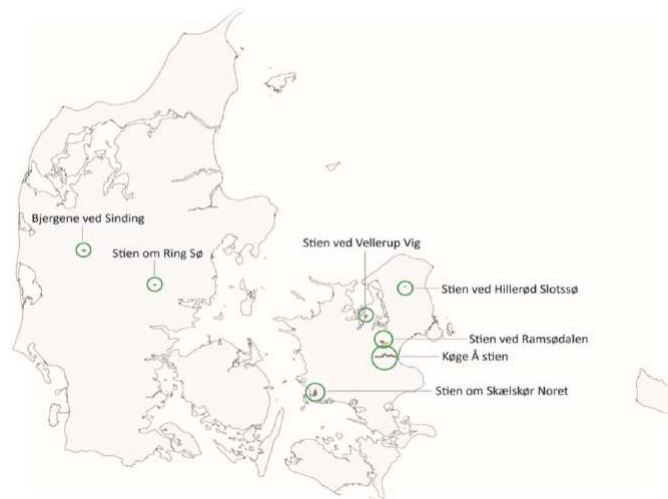 Bjergene ved Sinding
Stien om Ring Sø
Stien ved Vellerup Vig
Stien ved Hillerød Slotssø
Stien ved Ramsødalen
Køge Å stien
Stien om Skælskør Noret